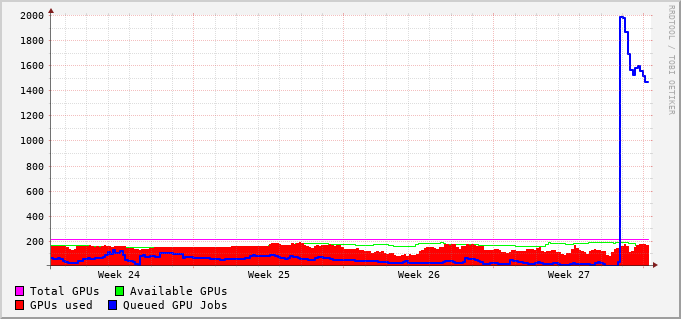 2000
1800
1600
1400
1200
1000
800
600
400
200
Week 24 Week 25 Week 26 Week 27
Total GPUs Available GPUs
GPUs used Queued GPU Jobs
RRDTOOL / TOBI OETIKER